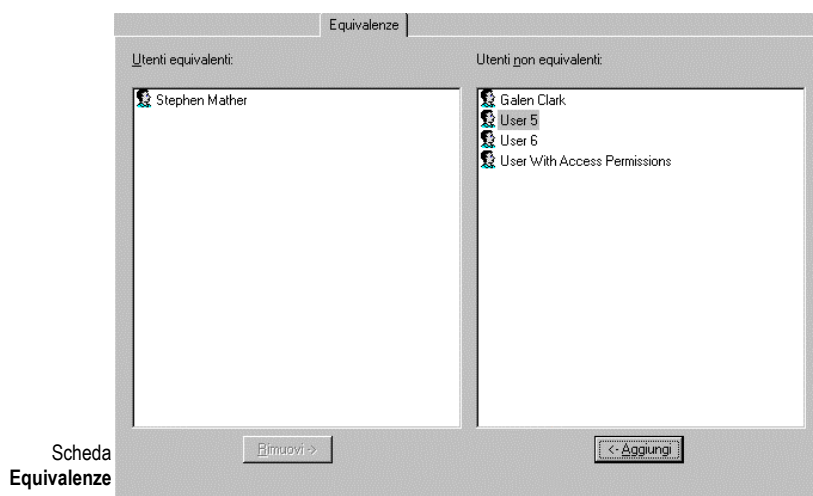 Equivalenze
Utenti equivalenti:
Utenti non equivalenti:
Stephen Mather
Galen Clark
User 5
User 6
User With Access Permissions
Rimuovi ->
<- Aggiungi
Scheda
Equivalenze